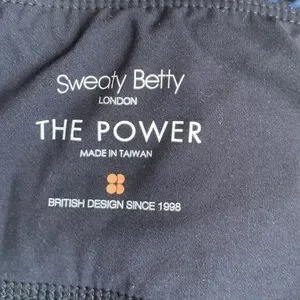 Sweaty Betty
LONDON
THE POWER
MADE IN TAIWAN
BRITISH DESIGN SINCE 1998